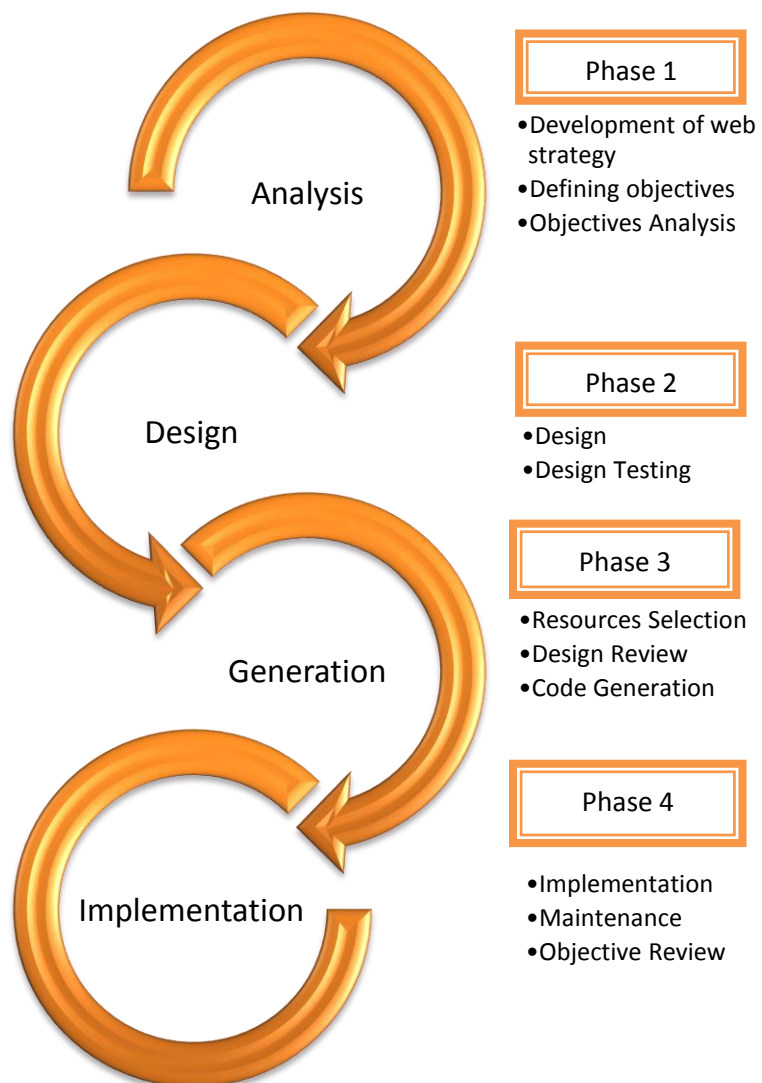 Phase 1
•Development of web
strategy
•Defining objectives
•Objectives Analysis
Analysis
Phase 2
•Design
•Design Testing
Design
Phase 3
•Resources Selection
•Design Review
•Code Generation
Generation
Phase 4
•Implementation
•Maintenance
•Objective Review
Implementation